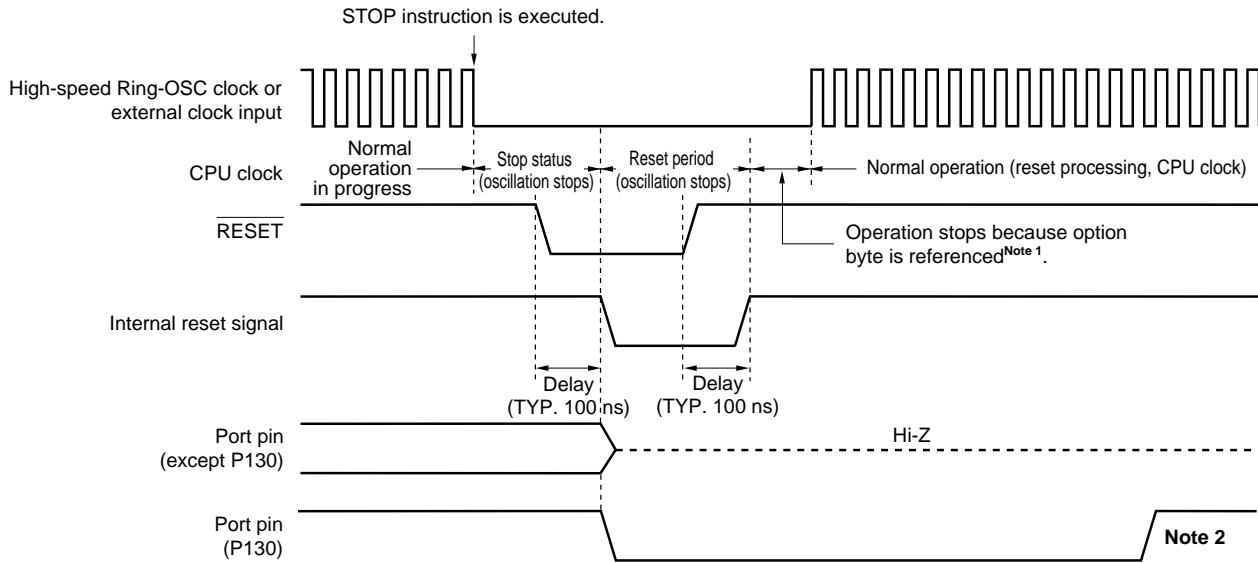 STOP instruction is executed.
High-speed Ring-OSC clock or
external clock input
CPU clock
Normal
operation
in progress
Stop status
(oscillation stops)
Reset period
(oscillation stops)
Normal operation (reset processing, CPU clock)
RESET
Operation stops because option
byte is referenced Note 1.
Internal reset signal
Delay
(TYP. 100 ns)
Delay
(TYP. 100 ns)
Port pin
(except P130)
Hi-Z
Port pin
(P130)
Note 2